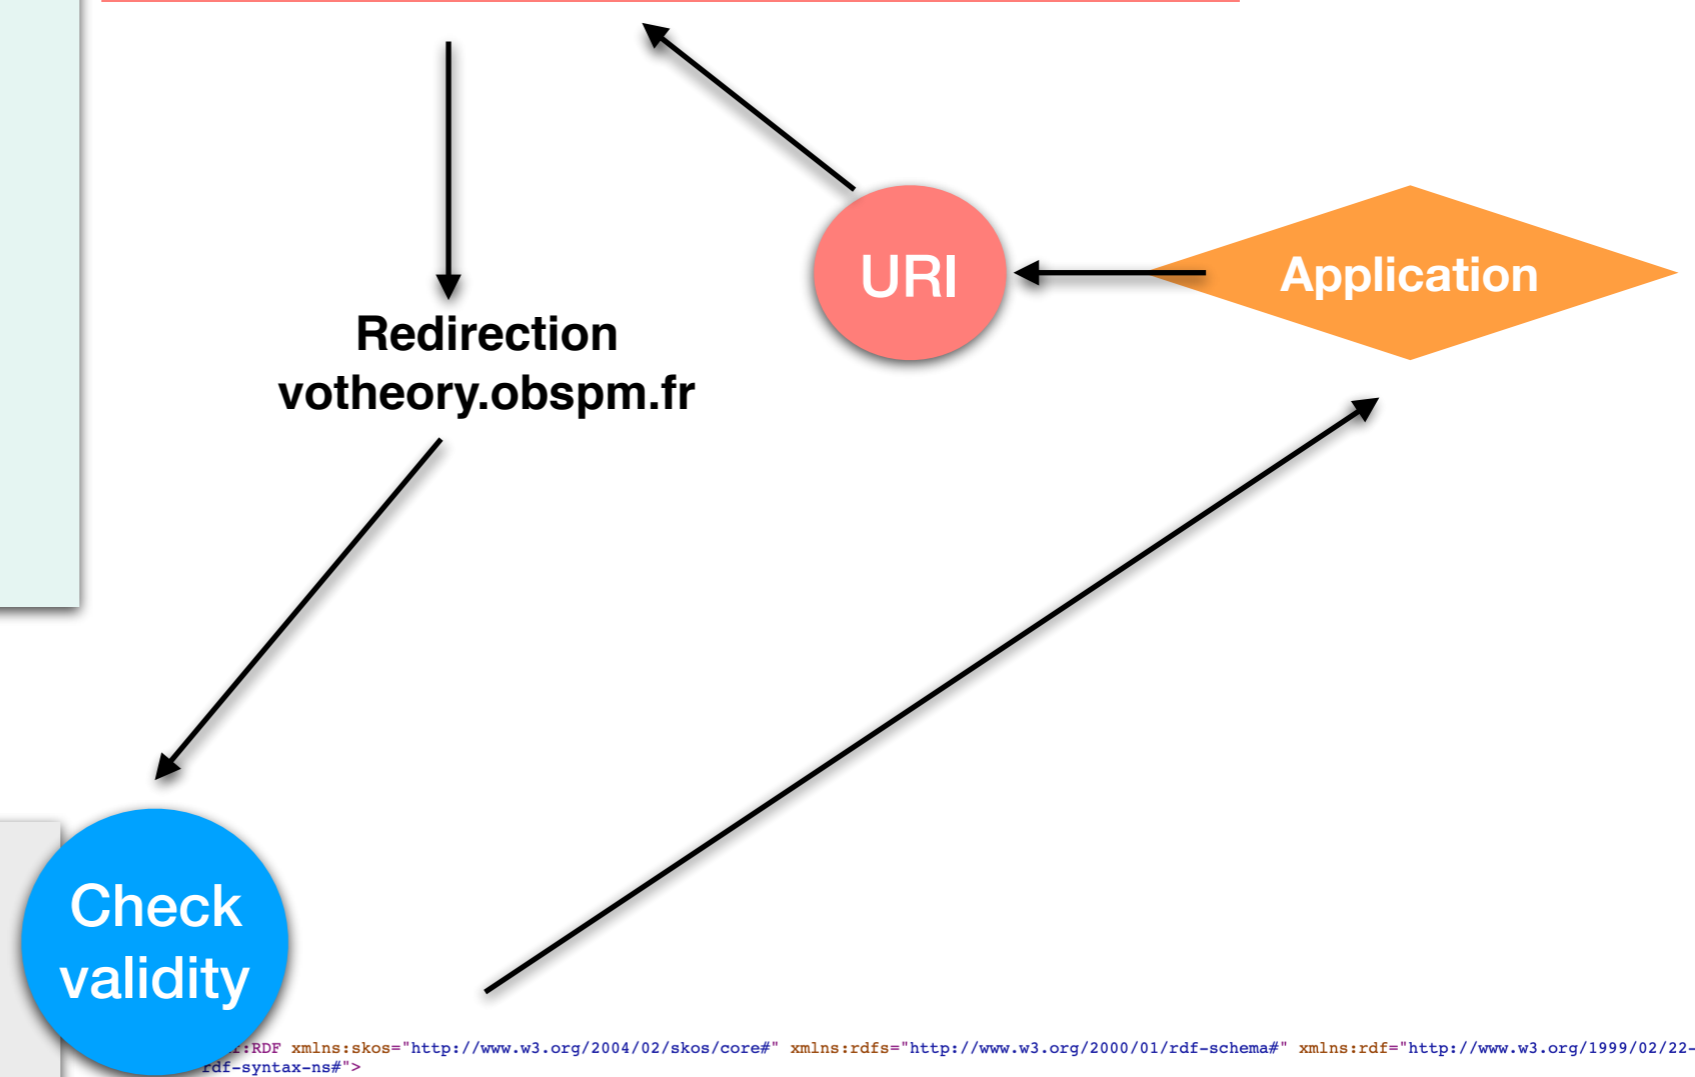 URI
Application
Redirection
votheory.obspm.fr
Check
validity
:RDF xmlns:skos="http://www.w3.org/2004/02/skos/core#" xmlns:rdfs="http://www.w3.org/2000/01/rdf-schema#" xmlns:rdf="http://www.w3.org/1999/02/22-
rdf-syntax-ns#">